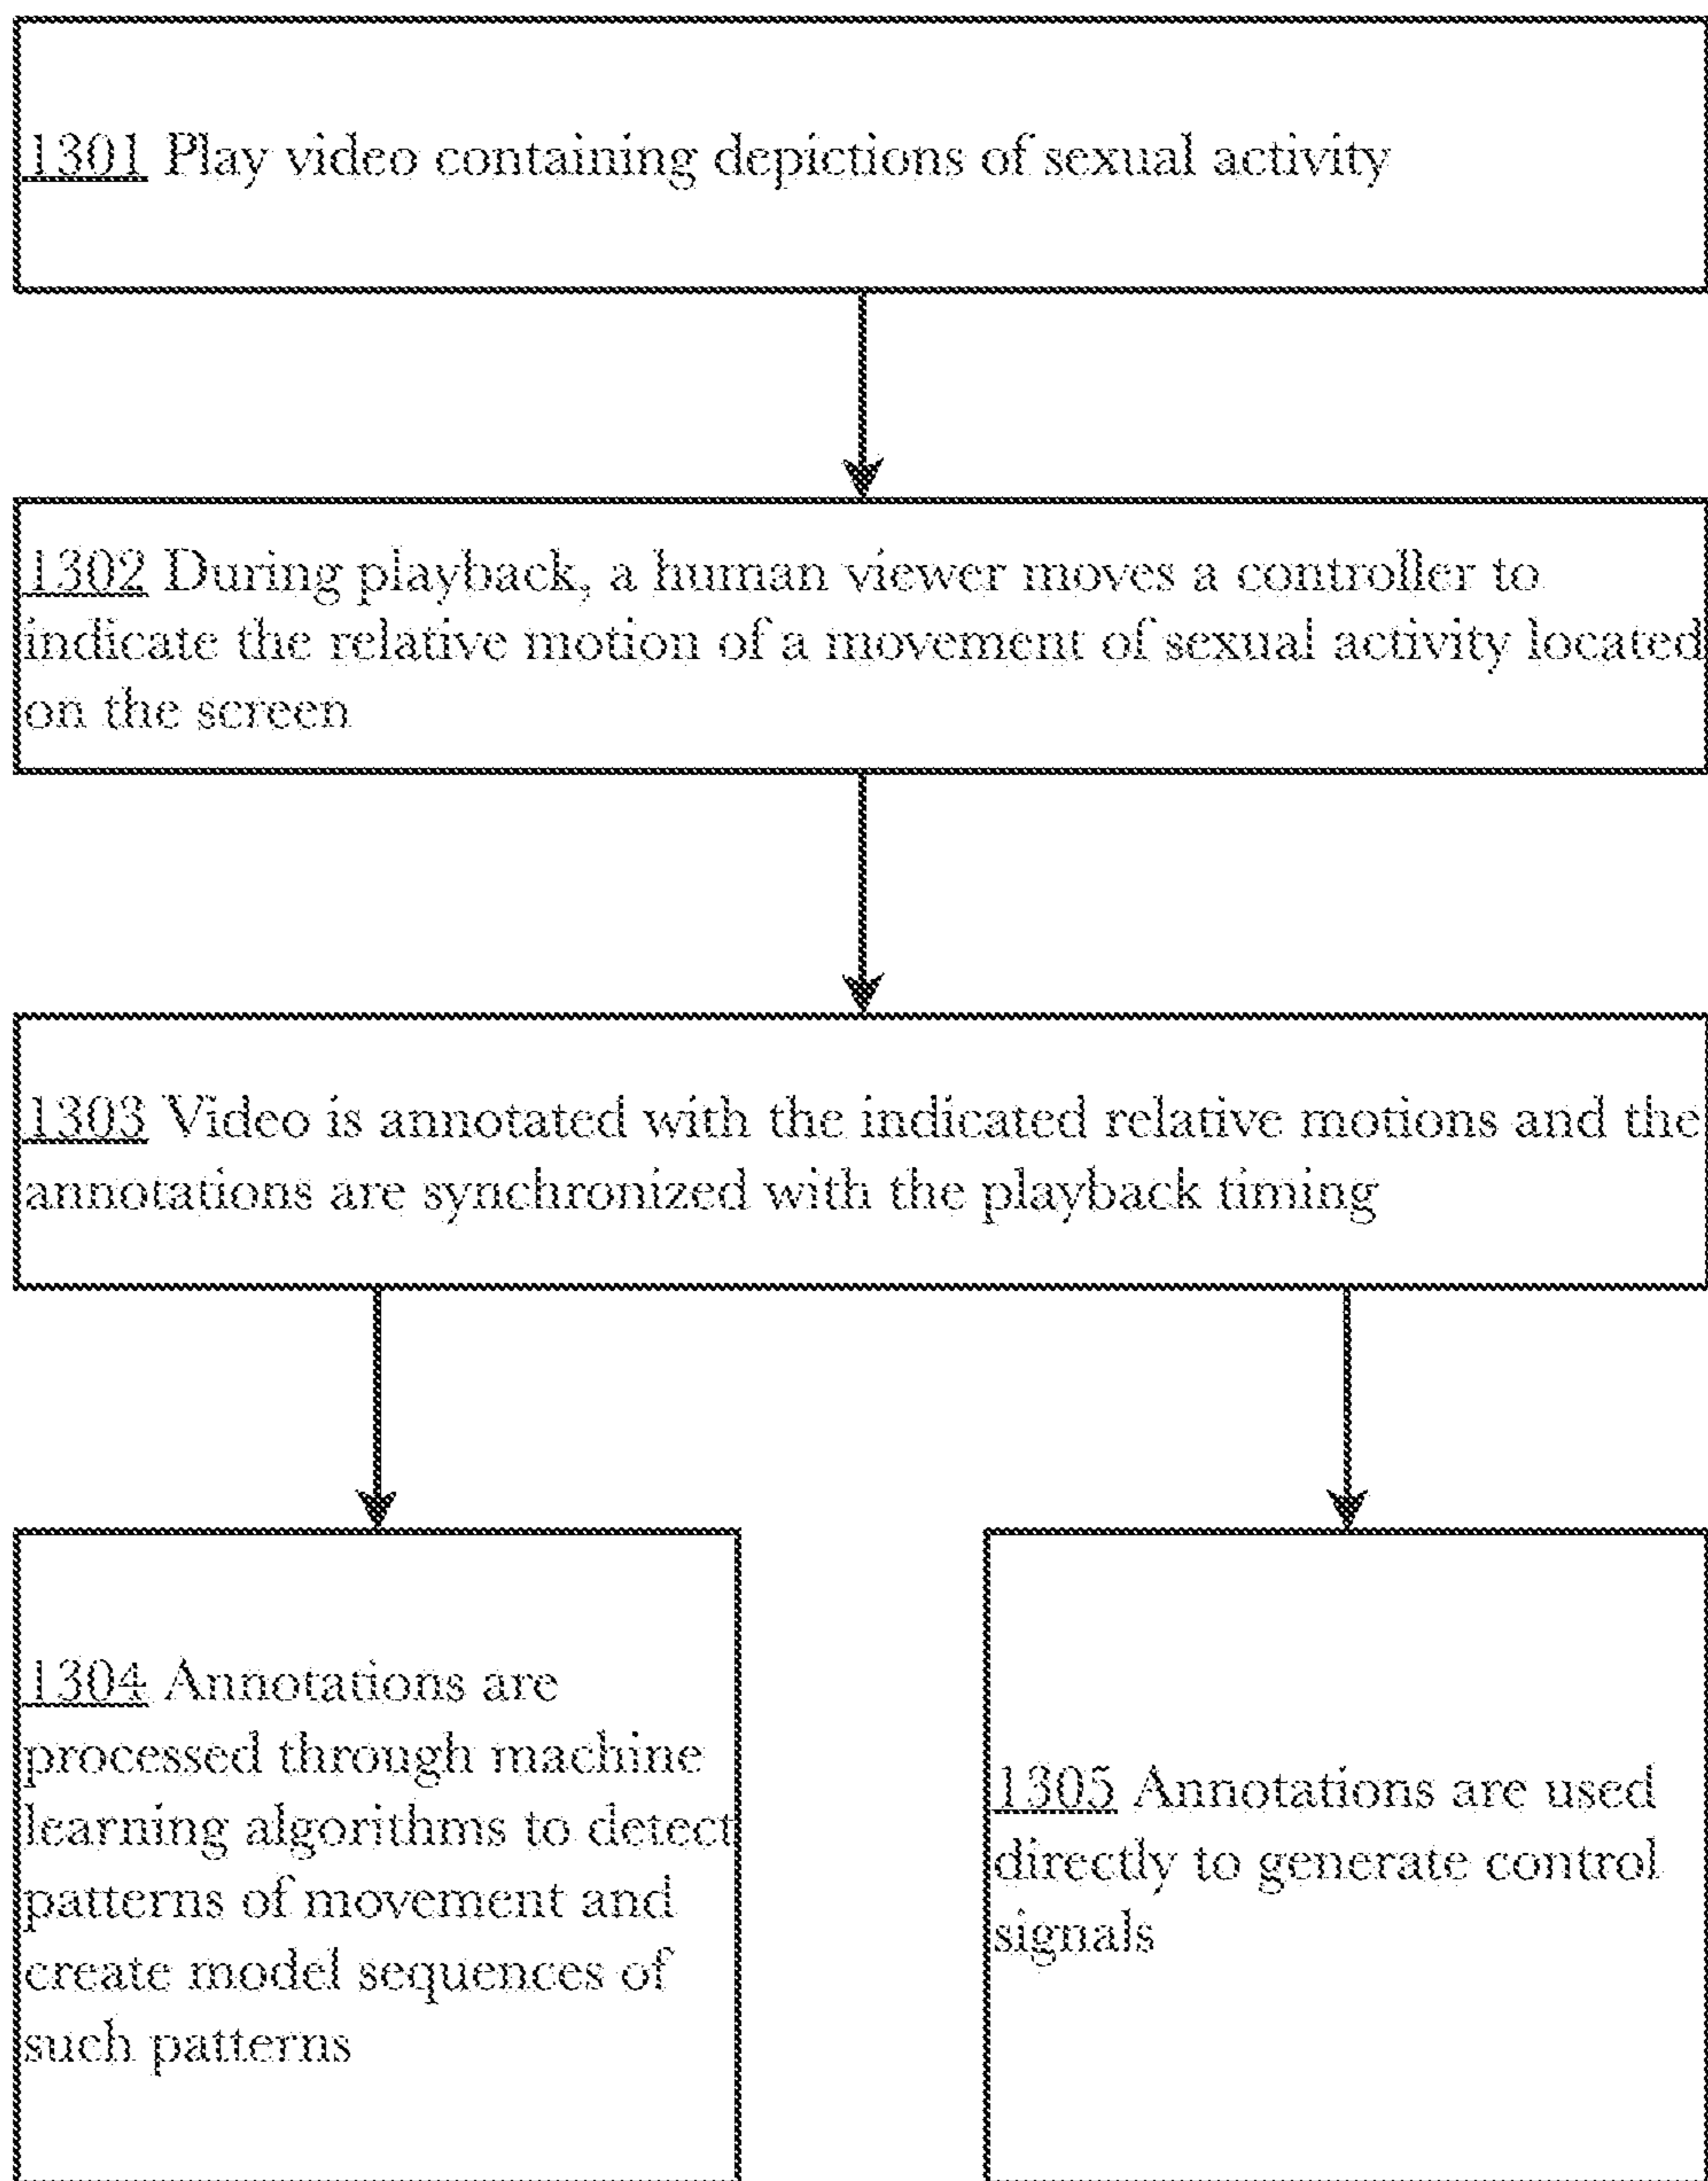 1301 Play video containing depictions of sexual activity
1302 During playback, a human viewer moves a controller to
indicate the relative motion of a movement of sexual activity located
on the screen
1303 Video is annotated with the indicated relative motions and the
annotations are synchronized with the playback timing
1304 Annotations are
processed through machine
learning algorithms to detect
patterns of movement and
create model sequences of
such patterns
1305 Annotations are used
directly to generate control
signals